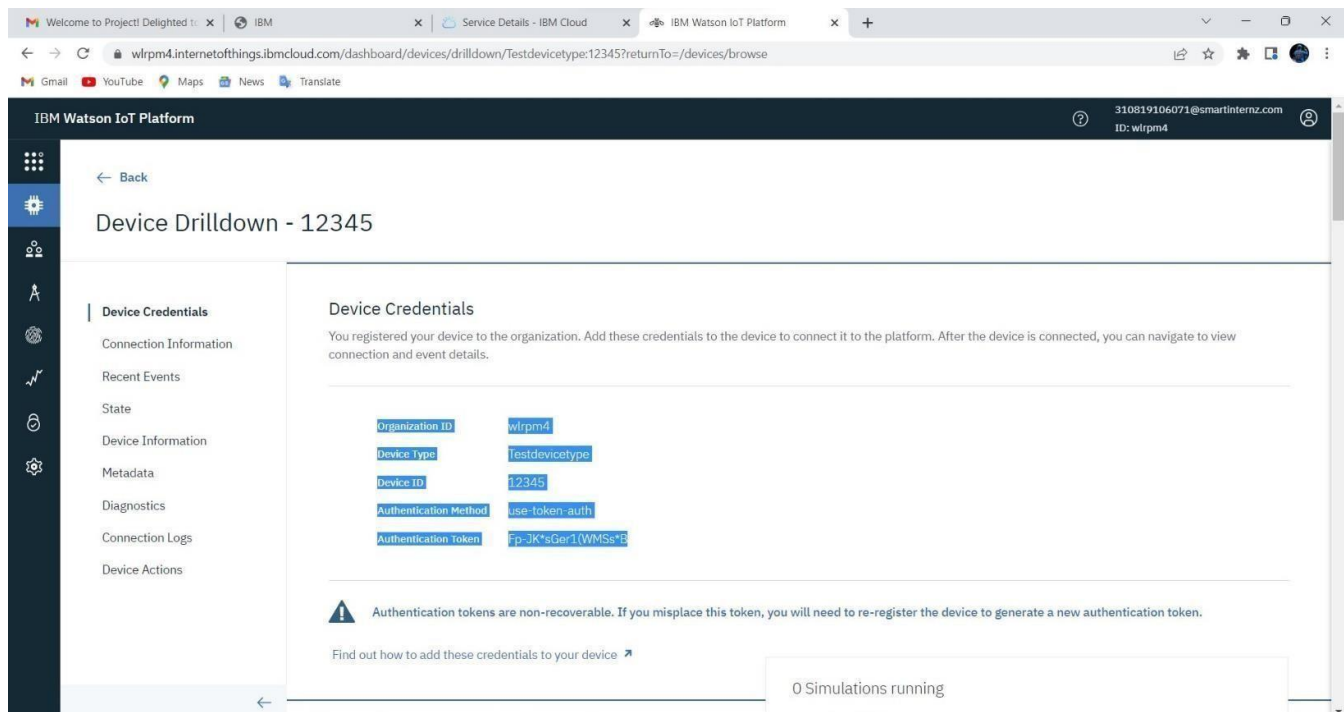 Welcome to Project! Delighted to
IBM
Service Details - IBM Cloud
IBM Watson IoT Platform
wlrpm4.internetofthings.ibmcloud.com/dashboard/devices/drilldown/Testdevicetype:12345?returnTo=/devices/browse
Gmail YouTube Maps News Translate
IBM Watson IoT Platform
310819106071@smartinternz.com
ID: wlrpm4
← Back
Device Drilldown - 12345
Device Credentials
Connection Information
Recent Events
State
Device Information
Metadata
Diagnostics
Connection Logs
Device Actions
Device Credentials
You registered your device to the organization. Add these credentials to the device to connect it to the platform. After the device is connected, you can navigate to view
connection and event details.
Organization ID wlrpm4
Device Type Testdevicetype
Device ID 12345
Authentication Method use-token-auth
Authentication Token Fp-JK*sGer1(WMSs*B
Authentication tokens are non-recoverable. If you misplace this token, you will need to re-register the device to generate a new authentication token.
Find out how to add these credentials to your device
0 Simulations running